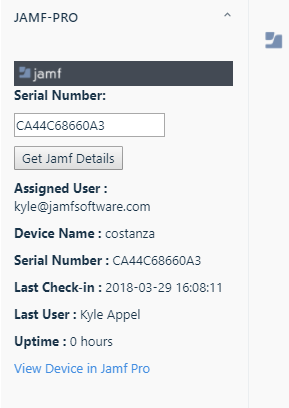 JAMF-PRO
jamf
Serial Number:
CA44C68660A3
Get Jamf Details
Assigned User :
kyle@jamfsoftware.com
Device Name : costanza
Serial Number : CA44C68660A3
Last Check-in : 2018-03-29 16:08:11
Last User : Kyle Appel
Uptime : 0 hours
View Device in Jamf Pro